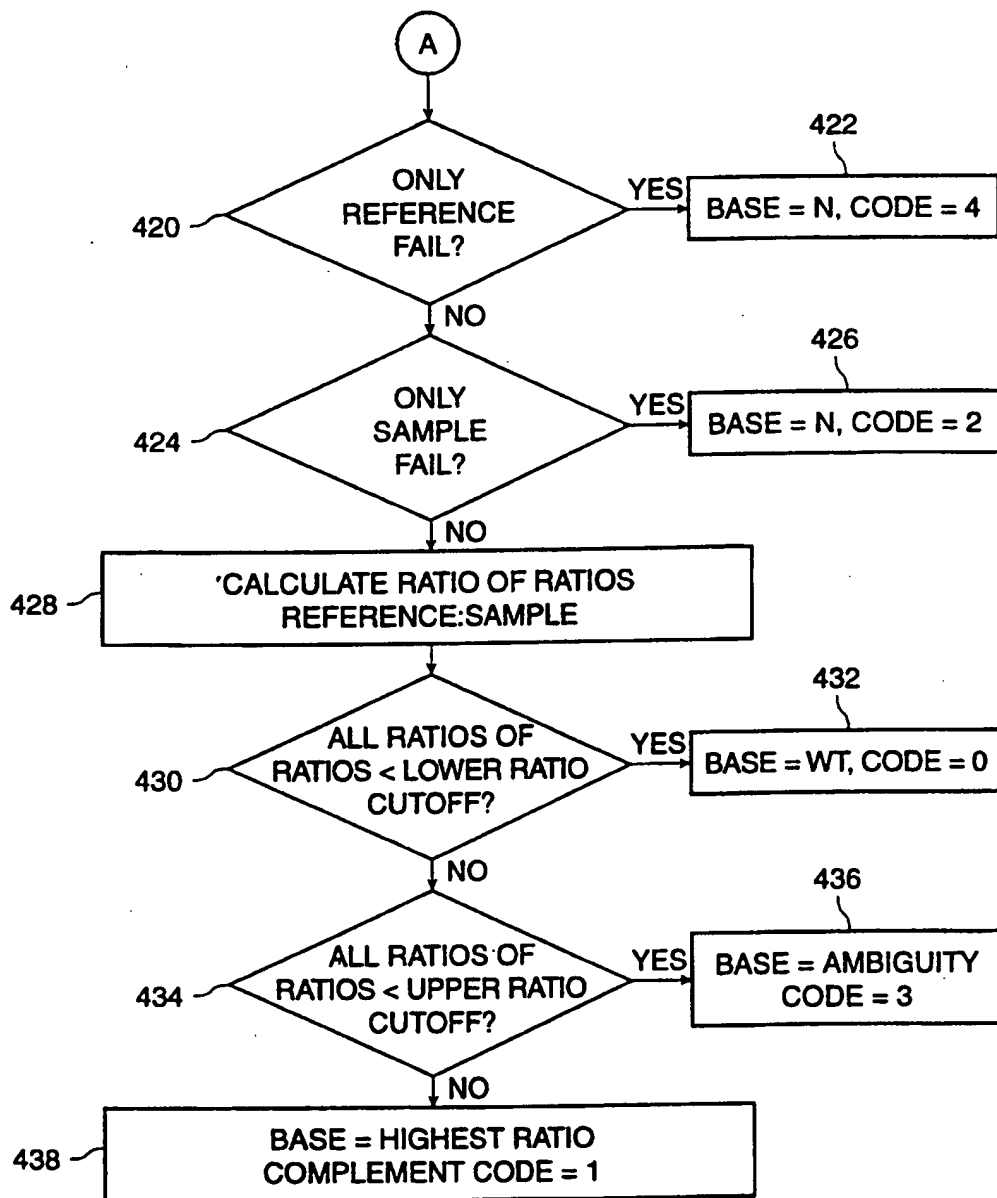 A
ONLY
REFERENCE
FAIL?
420
YES
422
BASE = N, CODE = 4
NO
ONLY
SAMPLE
FAIL?
424
YES
426
BASE = N, CODE = 2
NO
428
CALCULATE RATIO OF RATIOS
REFERENCE:SAMPLE
ALL RATIOS OF
RATIOS < LOWER RATIO
CUTOFF?
430
YES
432
BASE = WT, CODE = 0
NO
ALL RATIOS OF
RATIOS < UPPER RATIO
CUTOFF?
434
YES
436
BASE = AMBIGUITY
CODE = 3
NO
438
BASE = HIGHEST RATIO
COMPLEMENT CODE = 1